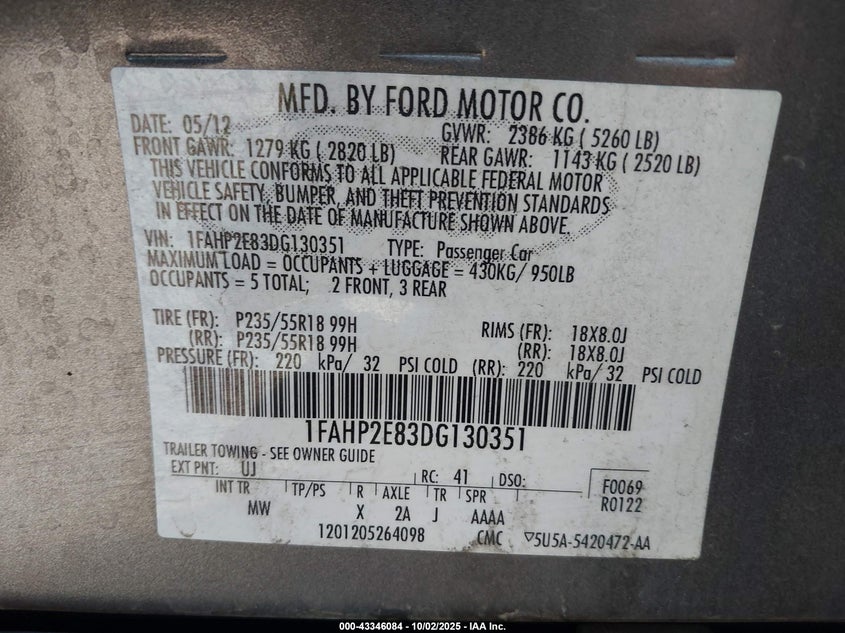 MFD. BY FORD MOTOR CO.
DATE: 05/12 GVWR: 2386 KG ( 5260 LB)
FRONT GAWR: 1279 KG ( 2820 LB) REAR GAWR: 1143 KG ( 2520 LB)
THIS VEHICLE CONFORMS TO ALL APPLICABLE FEDERAL MOTOR
VEHICLE SAFETY, BUMPER, AND THEFT PREVENTION STANDARDS
IN EFFECT ON THE DATE OF MANUFACTURE SHOWN ABOVE.
VIN: 1FAHP2E83DG130351 TYPE: Passenger Car
MAXIMUM LOAD = OCCUPANTS + LUGGAGE = 430KG/ 950LB
OCCUPANTS = 5 TOTAL; 2 FRONT, 3 REAR
TIRE (FR): P235/55R18 99H RIMS (FR): 18X8.0J
(RR): P235/55R18 99H (RR): 18X8.0J
PRESSURE (FR): 220 kPa/ 32 PSI COLD (RR): 220 kPa/ 32 PSI COLD
1FAHP2E83DG130351
TRAILER TOWING - SEE OWNER GUIDE
EXT PNT: UJ RC: 41 DSO: F0069
INT TR TP/PS R AXLE TR SPR R0122
MW X 2A J AAAA
1201205264098 CMC ▽5U5A-5420472-AA
000-43346084 - 10/02/2025 - IAA Inc.